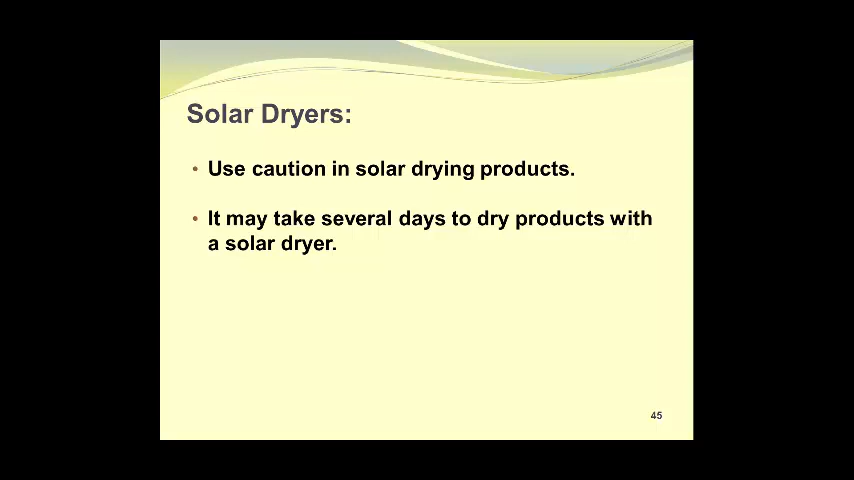 Solar Dryers:
• Use caution in solar drying products.
• It may take several days to dry products with
a solar dryer.
45